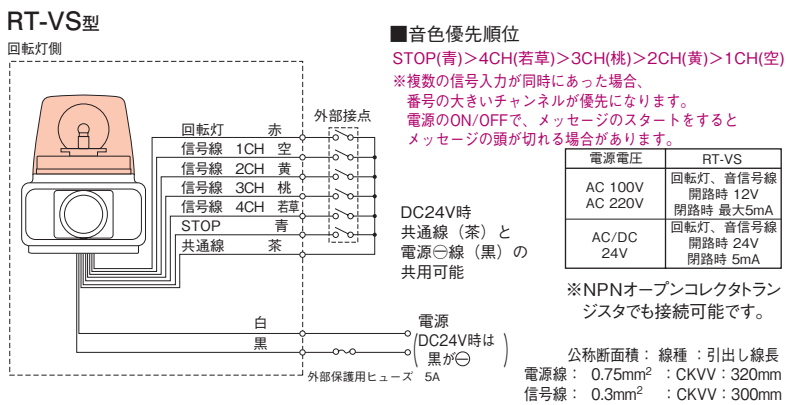 RT-VS型
回転灯側
外部接点
回転灯 赤
信号線 1CH 空
信号線 2CH 黄
信号線 3CH 桃
信号線 4CH 若草
STOP 青
共通線 茶
DC24V時
共通線（茶）と
電源⊖線（黒）の
共用可能
白
黒
電源
(DC24V時は
黒が⊖)
外部保護用ヒューズ 5A
■音色優先順位
STOP(青)＞4CH(若草)＞3CH(桃)＞2CH(黄)＞1CH(空)
※複数の信号入力が同時にあった場合、
番号の大きいチャンネルが優先になります。
電源のON/OFFで、メッセージのスタートをすると
メッセージの頭が切れる場合があります。
電源電圧 RT-VS
AC 100V
AC 220V
回転灯、音信号線
開路時 12V
閉路時 最大5mA
AC/DC
24V
回転灯、音信号線
開路時 24V
閉路時 5mA
※NPNオープンコレクタトラン
ジスタでも接続可能です。
公称断面積： 線種 ：引出し線長
電源線： 0.75mm² ：CKVV：320mm
信号線： 0.3mm² ：CKVV：300mm